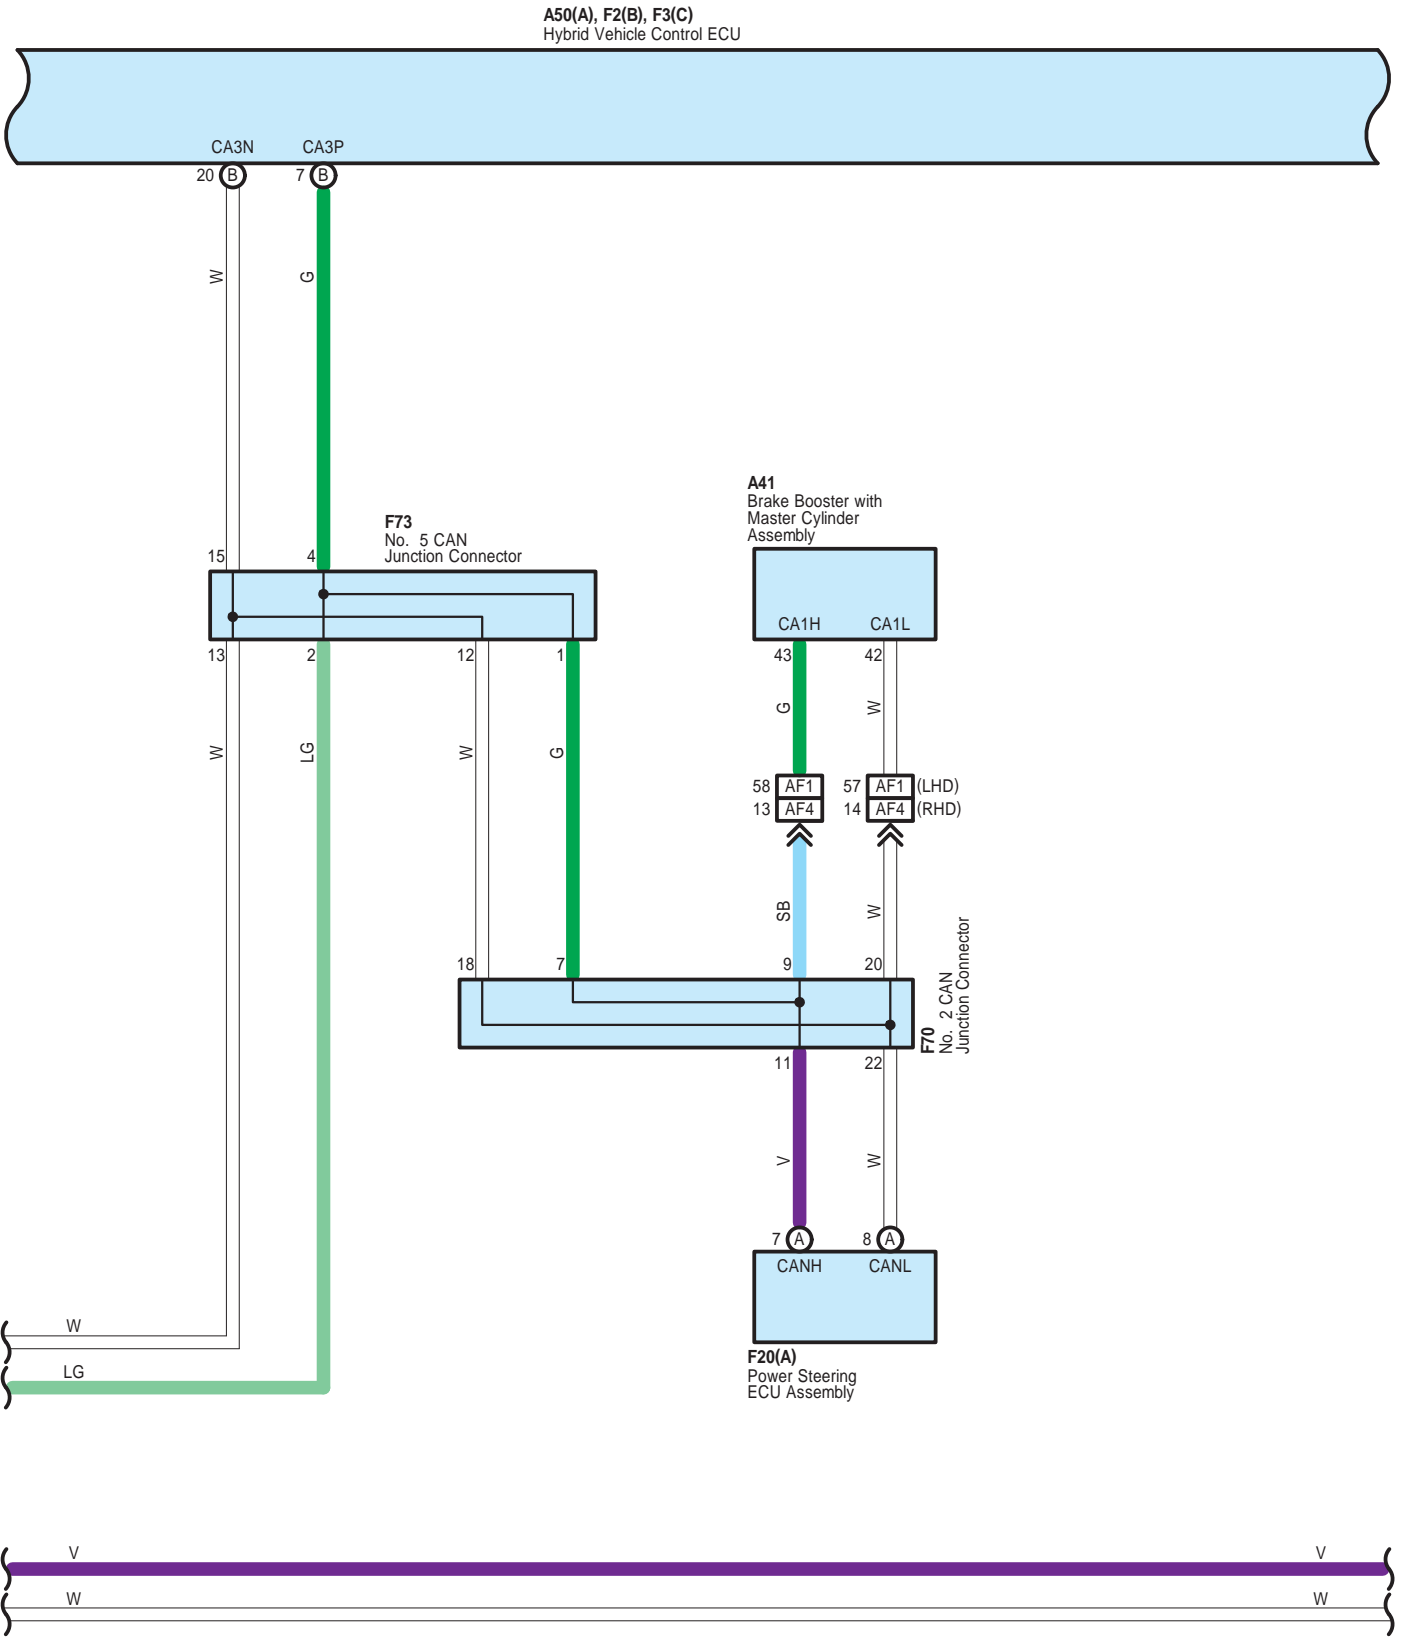 A50(A), F2(B), F3(C)
Hybrid Vehicle Control ECU
CA3N CA3P
20 B 7 B
W G
A41
Brake Booster with
Master Cylinder
Assembly
F73
No. 5 CAN
Junction Connector
15 4
CA1H CA1L
13 2 12 1 43 42
G W
W LG W G
58 AF1 57 AF1 (LHD)
13 AF4 14 AF4 (RHD)
SB W
18 7 9 20
F70
No. 2 CAN
Junction Connector
11 22
V W
7 A 8 A
CANH CANL
W
F20(A)
Power Steering
ECU Assembly
LG
V V
W W